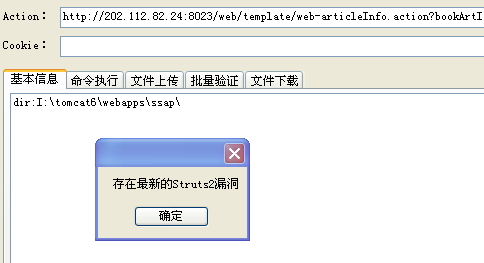 Action: http://202.112.82.24:8023/web/template/web-articleInfo.action?bookArtI
Cookie:
基本信息 命令执行 文件上传 批量验证 文件下载
dir:I:\tomcat6\webapps\ssap\
存在最新的Struts2漏洞
确定